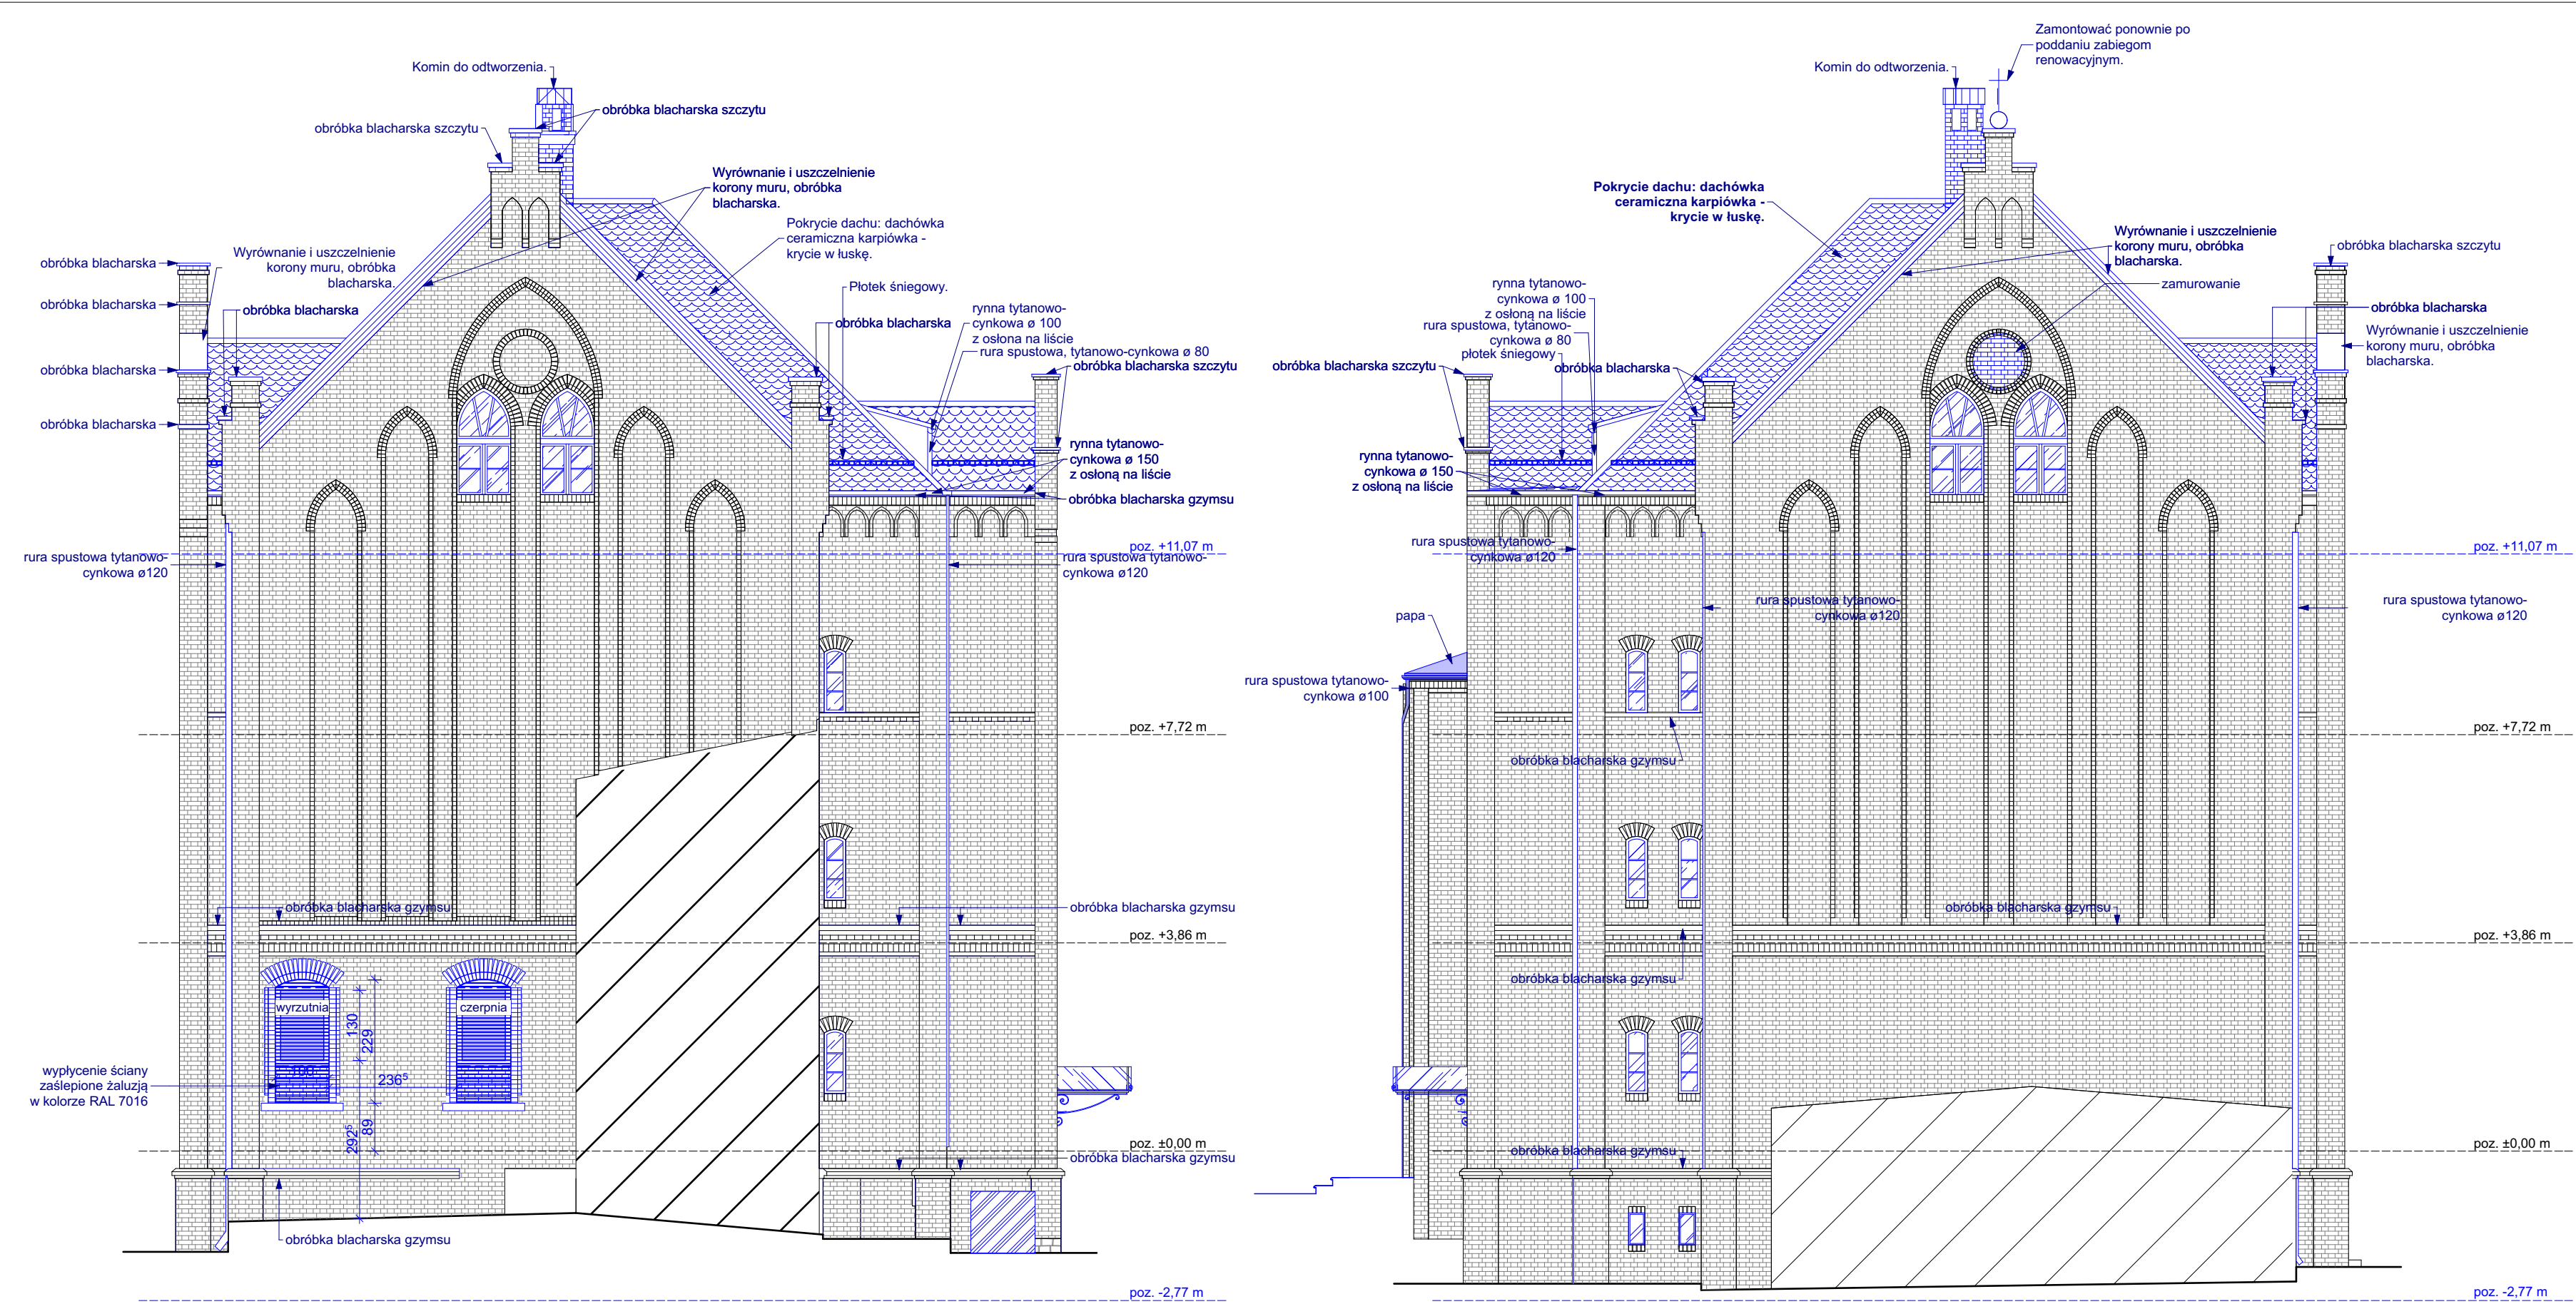 Komin do odtworzenia.
obróbka blacharska szczytu
obróbka blacharska szczytu
Wyrównanie i uszczelnienie
korony muru, obróbka
blacharska.
Pokrycie dachu: dachówka
ceramiczna karpiówka -
krycie w łuskę.
Wyrównanie i uszczelnienie
korony muru, obróbka
blacharska.
obróbka blacharska
obróbka blacharska
obróbka blacharska
obróbka blacharska
obróbka blacharska
Płotek śniegowy.
rynna tytanowo-
cynkowa ø 100
z osłona na liście
obróbka blacharska
rura spustowa, tytanowo-cynkowa ø 80
obróbka blacharska szczytu
rynna tytanowo-
cynkowa ø 150
z osłoną na liście
obróbka blacharska gzymsu
poz. +11,07 m
rura spustowa tytanowo-
cynkowa ø120
rura spustowa tytanowo-
cynkowa ø120
poz. +7,72 m
obróbka blacharska gzymsu
obróbka blacharska gzymsu
poz. +3,86 m
wyrzutnia
czerpnia
130
229
100
236⁵
wypłycenie ściany
zaślepione żaluzją
w kolorze RAL 7016
89
292⁵
poz. ±0,00 m
obróbka blacharska gzymsu
obróbka blacharska gzymsu
poz. -2,77 m
Zamontować ponownie po
poddaniu zabiegom
renowacyjnym.
Komin do odtworzenia.
Pokrycie dachu: dachówka
ceramiczna karpiówka -
krycie w łuskę.
Wyrównanie i uszczelnienie
korony muru, obróbka
blacharska.
obróbka blacharska szczytu
zamurowanie
rynna tytanowo-
cynkowa ø 100
z osłoną na liście
rura spustowa, tytanowo-
cynkowa ø 80
płotek śniegowy
obróbka blacharska
Wyrównanie i uszczelnienie
korony muru, obróbka
blacharska.
obróbka blacharska szczytu
obróbka blacharska
rynna tytanowo-
cynkowa ø 150
z osłoną na liście
rura spustowa tytanowo-
cynkowa ø120
poz. +11,07 m
rura spustowa tytanowo-
cynkowa ø120
rura spustowa tytanowo-
cynkowa ø120
papa
rura spustowa tytanowo-
cynkowa ø100
poz. +7,72 m
obróbka blacharska gzymsu
obróbka blacharska gzymsu
poz. +3,86 m
obróbka blacharska gzymsu
poz. ±0,00 m
obróbka blacharska gzymsu
poz. -2,77 m